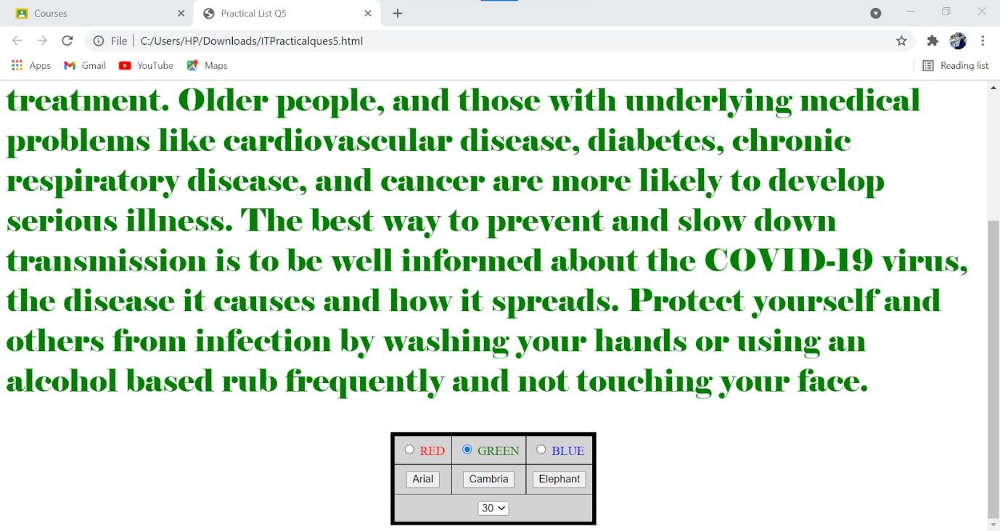 Courses
Practical List Q5
File
C:/Users/HP/Downloads/ITPracticalques5.html
Apps Gmail YouTube Maps Reading list
treatment. Older people, and those with underlying medical
problems like cardiovascular disease, diabetes, chronic
respiratory disease, and cancer are more likely to develop
serious illness. The best way to prevent and slow down
transmission is to be well informed about the COVID-19 virus,
the disease it causes and how it spreads. Protect yourself and
others from infection by washing your hands or using an
alcohol based rub frequently and not touching your face.
RED GREEN BLUE
Arial Cambria Elephant
30